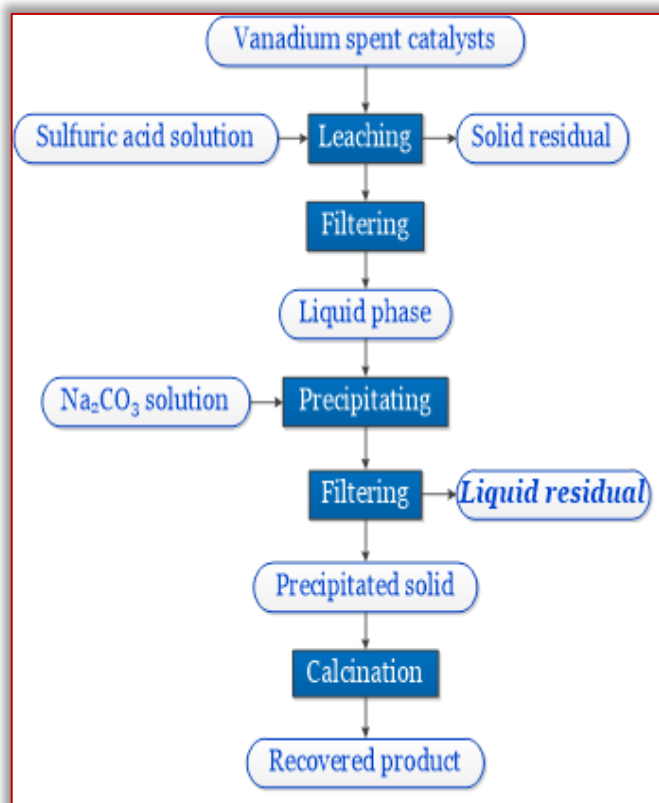 Vanadium spent catalysts
Sulfuric acid solution
Leaching
Solid residual
Filtering
Liquid phase
Na₂CO₃ solution
Precipitating
Filtering
Liquid residual
Precipitated solid
Calcination
Recovered product